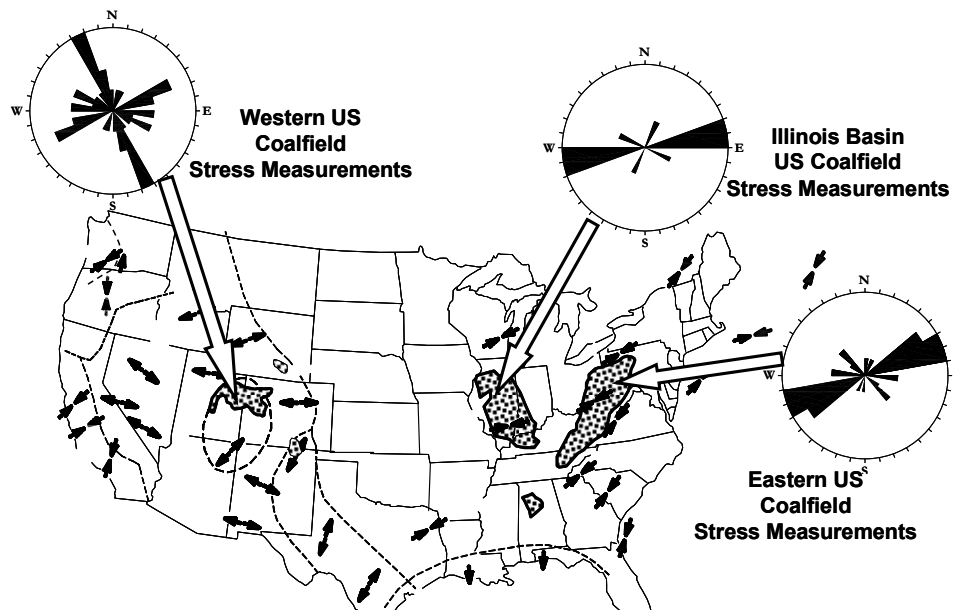 N
W
E
S
Western US
Coalfield
Stress Measurements
N
W
E
S
Illinois Basin
US Coalfield
Stress Measurements
N
W
E
S
Eastern US
Coalfield
Stress Measurements